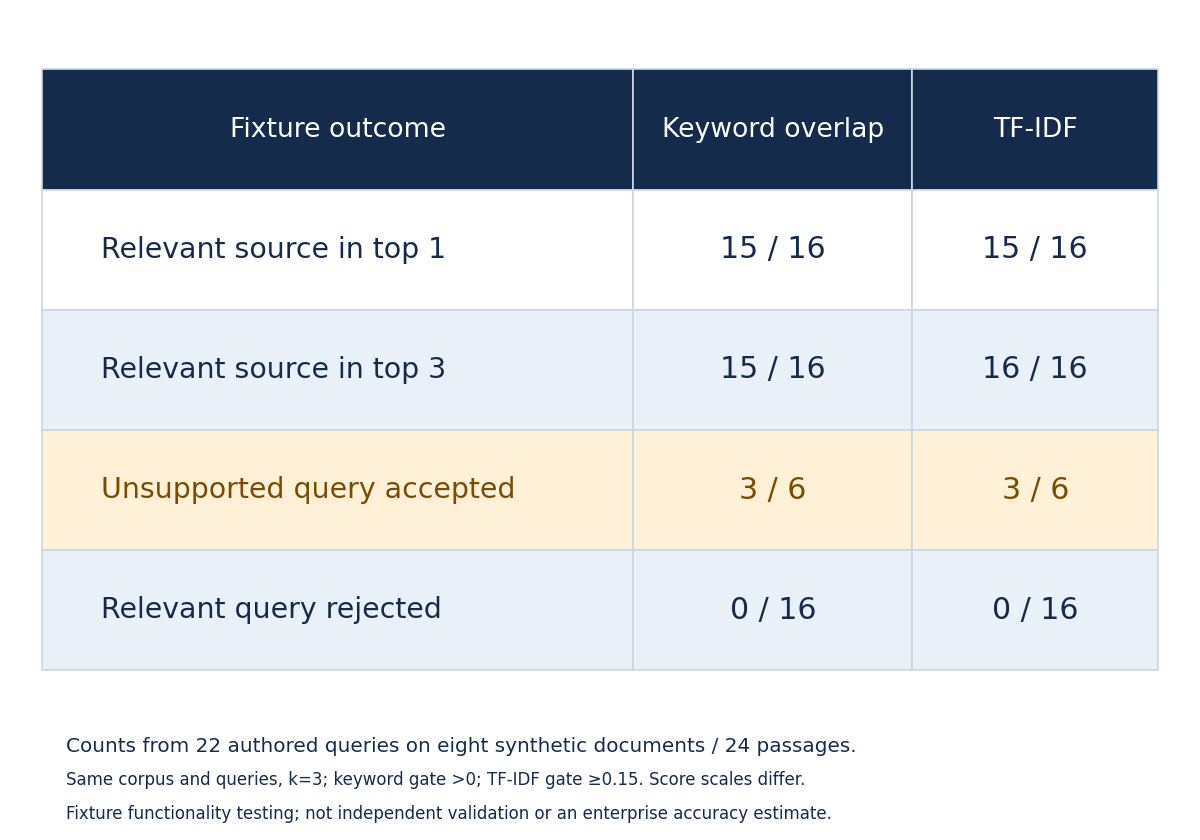 Fixture outcome Keyword overlap TF-IDF
Relevant source in top 1 15 / 16 15 / 16
Relevant source in top 3 15 / 16 16 / 16
Unsupported query accepted 3 / 6 3 / 6
Relevant query rejected 0 / 16 0 / 16
Counts from 22 authored queries on eight synthetic documents / 24 passages.
Same corpus and queries, k=3; keyword gate >0; TF-IDF gate ≥0.15. Score scales differ.
Fixture functionality testing; not independent validation or an enterprise accuracy estimate.